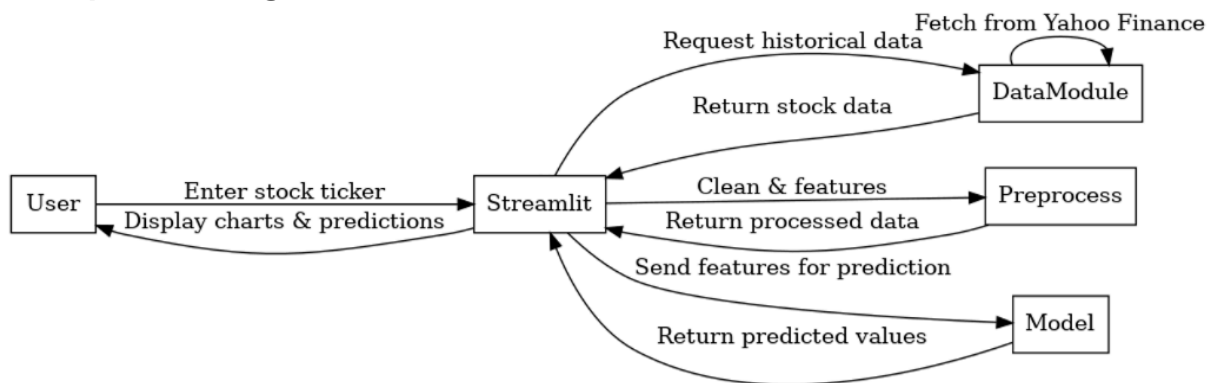 Fetch from Yahoo Finance
Request historical data
DataModule
Return stock data
User
Enter stock ticker
Display charts & predictions
Streamlit
Clean & features
Return processed data
Preprocess
Send features for prediction
Model
Return predicted values